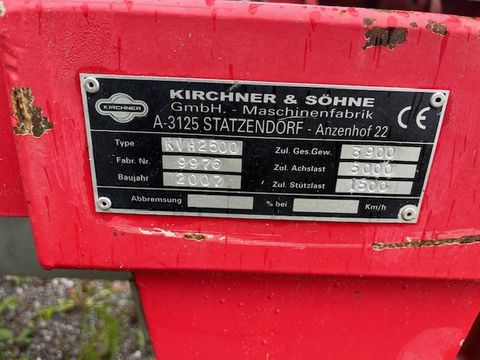 KIRCHNER
KIRCHNER & SÖHNE
GmbH. - Maschinenfabrik
A-3125 STATZENDORF - Anzenhof 22
CE
Type KVH2500 Zul. Ges.Gew. 3900
Fabr. Nr. 9976 Zul. Achslast 5000
Baujahr 2007 Zul. Stützlast 1500
Abbremsung % bei Km/h